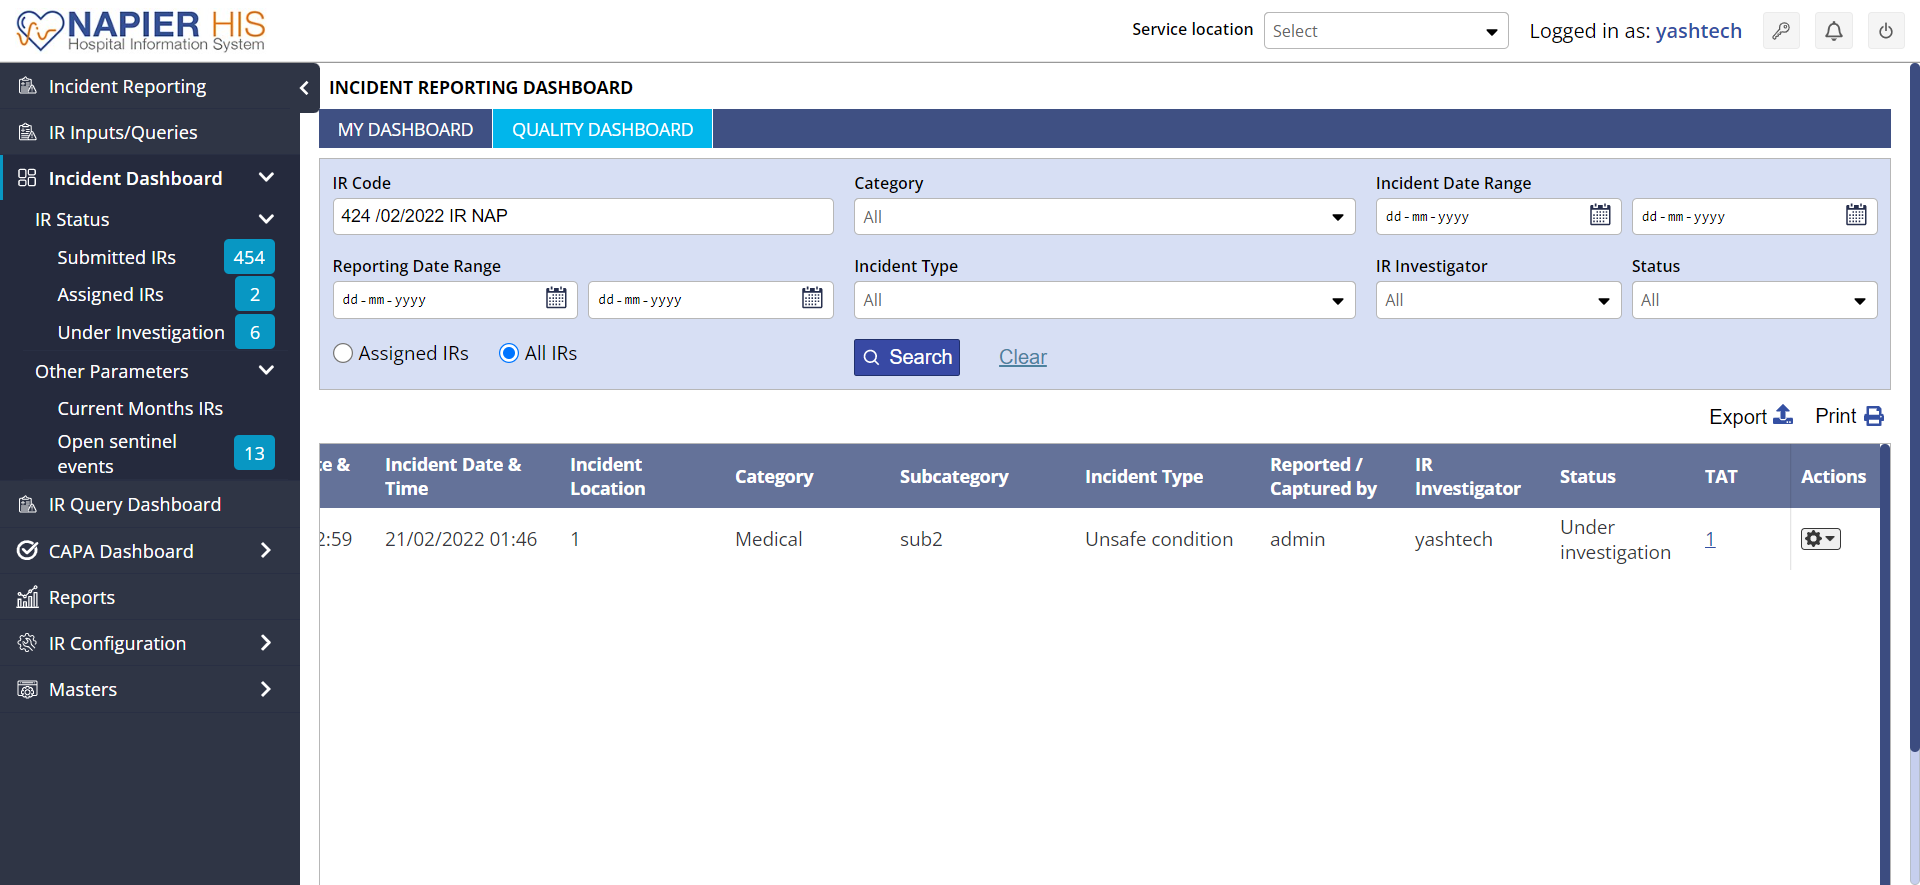 NAPIER HIS
Hospital Information System
Service location
Select
Logged in as: yashtech
Incident Reporting
IR Inputs/Queries
Incident Dashboard
IR Status
Submitted IRs 454
Assigned IRs 2
Under Investigation 6
Other Parameters
Current Months IRs
Open sentinel
events
13
IR Query Dashboard
CAPA Dashboard
Reports
IR Configuration
Masters
INCIDENT REPORTING DASHBOARD
MY DASHBOARD QUALITY DASHBOARD
IR Code Category Incident Date Range
424 /02/2022 IR NAP All dd-mm-yyyy dd-mm-yyyy
Reporting Date Range Incident Type IR Investigator Status
dd-mm-yyyy dd-mm-yyyy All All All
Assigned IRs All IRs Search Clear
Export Print
te & Incident Date & Time Incident Location Category Subcategory Incident Type Reported / Captured by IR Investigator Status TAT Actions
2:59 21/02/2022 01:46 1 Medical sub2 Unsafe condition admin yashtech Under investigation 1